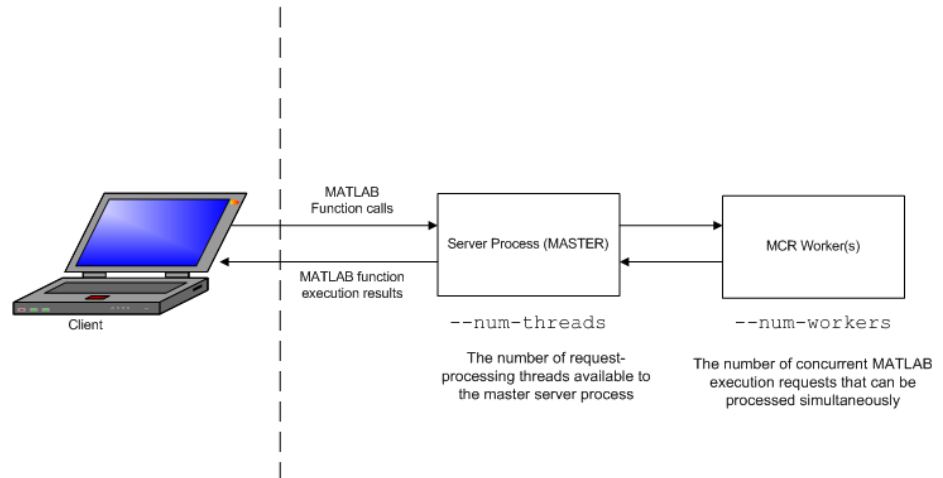 MATLAB
Function calls
MATLAB function
execution results
Client
Server Process (MASTER)
MCR Worker(s)
--num-threads
The number of request-
processing threads available to
the master server process
--num-workers
The number of concurrent MATLAB
execution requests that can be
processed simultaneously